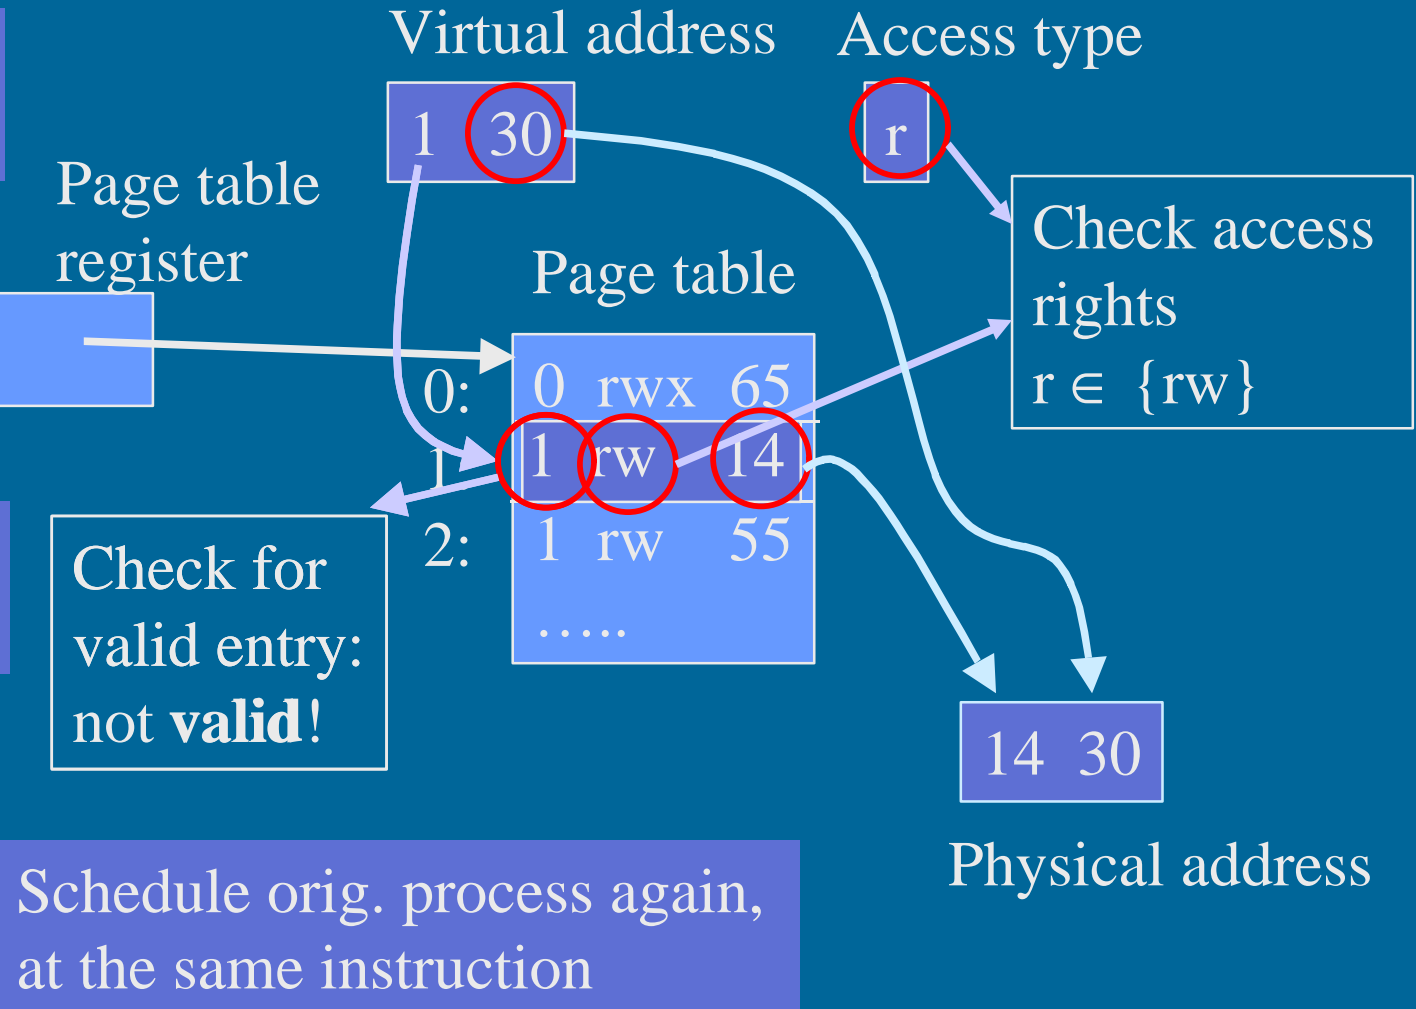 Virtual address
Access type
1 30
r
Page table
register
Check access
rights
r ∈ {rw}
Page table
0: 0 rwx 65
1: 1 rw 14
2: 1 rw 55
…..
Check for
valid entry:
not valid!
14 30
Physical address
Schedule orig. process again,
at the same instruction